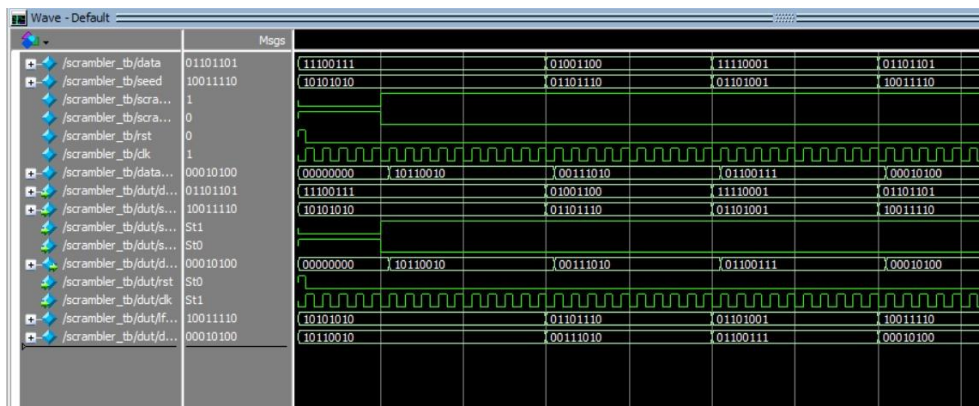 Wave - Default
Msgs
/scrambler_tb/data 01101101 11100111 01001100 11110001 01101101
/scrambler_tb/seed 10011110 10101010 01101110 01101001 10011110
/scrambler_tb/scra... 1
/scrambler_tb/scra... 0
/scrambler_tb/rst 0
/scrambler_tb/clk 1
/scrambler_tb/data... 00010100 00000000 10110010 00111010 01100111 00010100
/scrambler_tb/dut/d... 01101101 11100111 01001100 11110001 01101101
/scrambler_tb/dut/s... 10011110 10101010 01101110 01101001 10011110
/scrambler_tb/dut/s... St1
/scrambler_tb/dut/s... St0
/scrambler_tb/dut/d... 00010100 00000000 10110010 00111010 01100111 00010100
/scrambler_tb/dut/rst St0
/scrambler_tb/dut/clk St1
/scrambler_tb/dut/lf... 10011110 10101010 01101110 01101001 10011110
/scrambler_tb/dut/d... 00010100 10110010 00111010 01100111 00010100